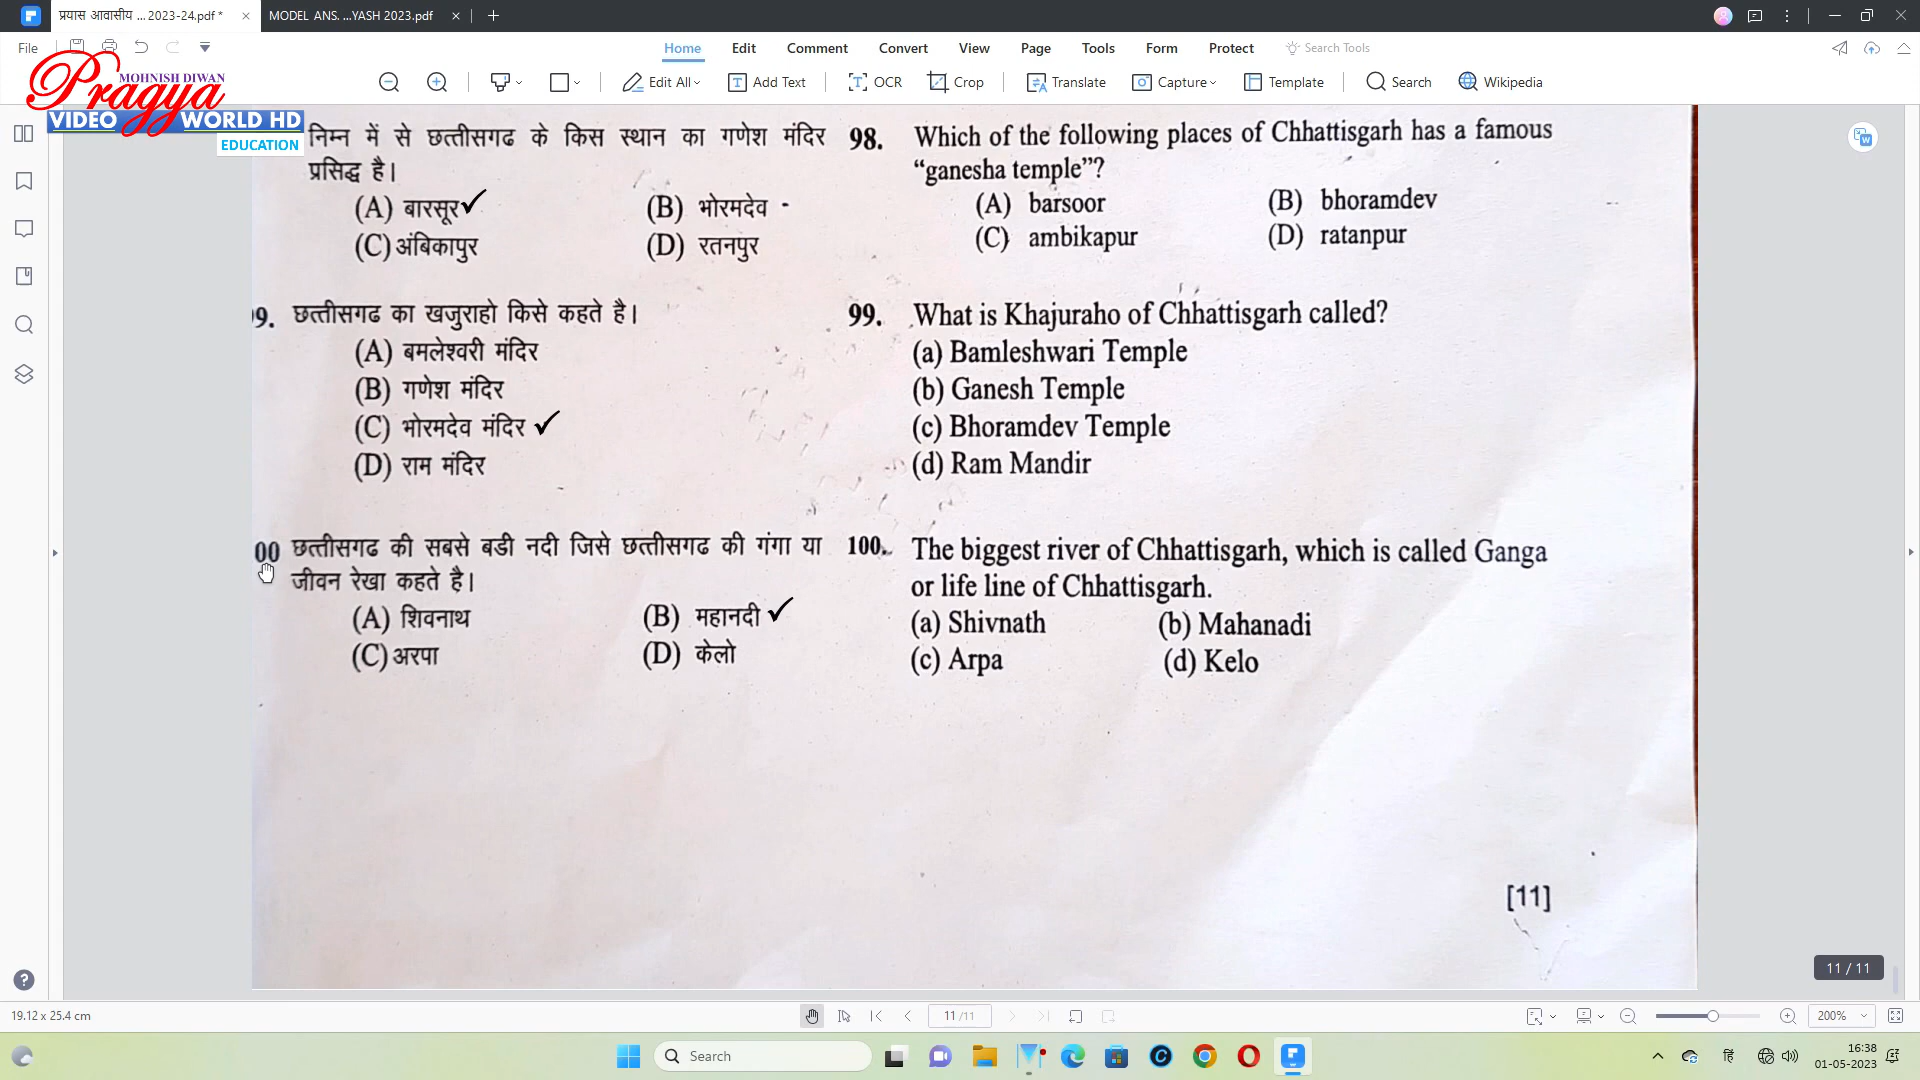 प्रयास आवासीय ... 2023-24.pdf *
MODEL ANS. ...YASH 2023.pdf
File
Home Edit Comment Convert View Page Tools Form Protect Search Tools
Edit All Add Text OCR Crop Translate Capture Template Search Wikipedia
MOHNISH DIWAN
Pragya
VIDEO WORLD HD
EDUCATION
निम्न में से छत्तीसगढ के किस स्थान का गणेश मंदिर
प्रसिद्ध है।
(A) बारसूर
(B) भोरमदेव
(C) अंबिकापुर
(D) रतनपुर
9. छत्तीसगढ का खजुराहो किसे कहते है।
(A) बमलेश्वरी मंदिर
(B) गणेश मंदिर
(C) भोरमदेव मंदिर
(D) राम मंदिर
00 छत्तीसगढ की सबसे बडी नदी जिसे छत्तीसगढ की गंगा या
जीवन रेखा कहते है।
(A) शिवनाथ
(B) महानदी
(C) अरपा
(D) केलो
98. Which of the following places of Chhattisgarh has a famous
“ganesha temple”?
(A) barsoor
(B) bhoramdev
(C) ambikapur
(D) ratanpur
99. What is Khajuraho of Chhattisgarh called?
(a) Bamleshwari Temple
(b) Ganesh Temple
(c) Bhoramdev Temple
(d) Ram Mandir
100. The biggest river of Chhattisgarh, which is called Ganga
or life line of Chhattisgarh.
(a) Shivnath
(b) Mahanadi
(c) Arpa
(d) Kelo
[11]
11 / 11
19.12 x 25.4 cm
11 /11
200%
Search
हिं
16:38
01-05-2023